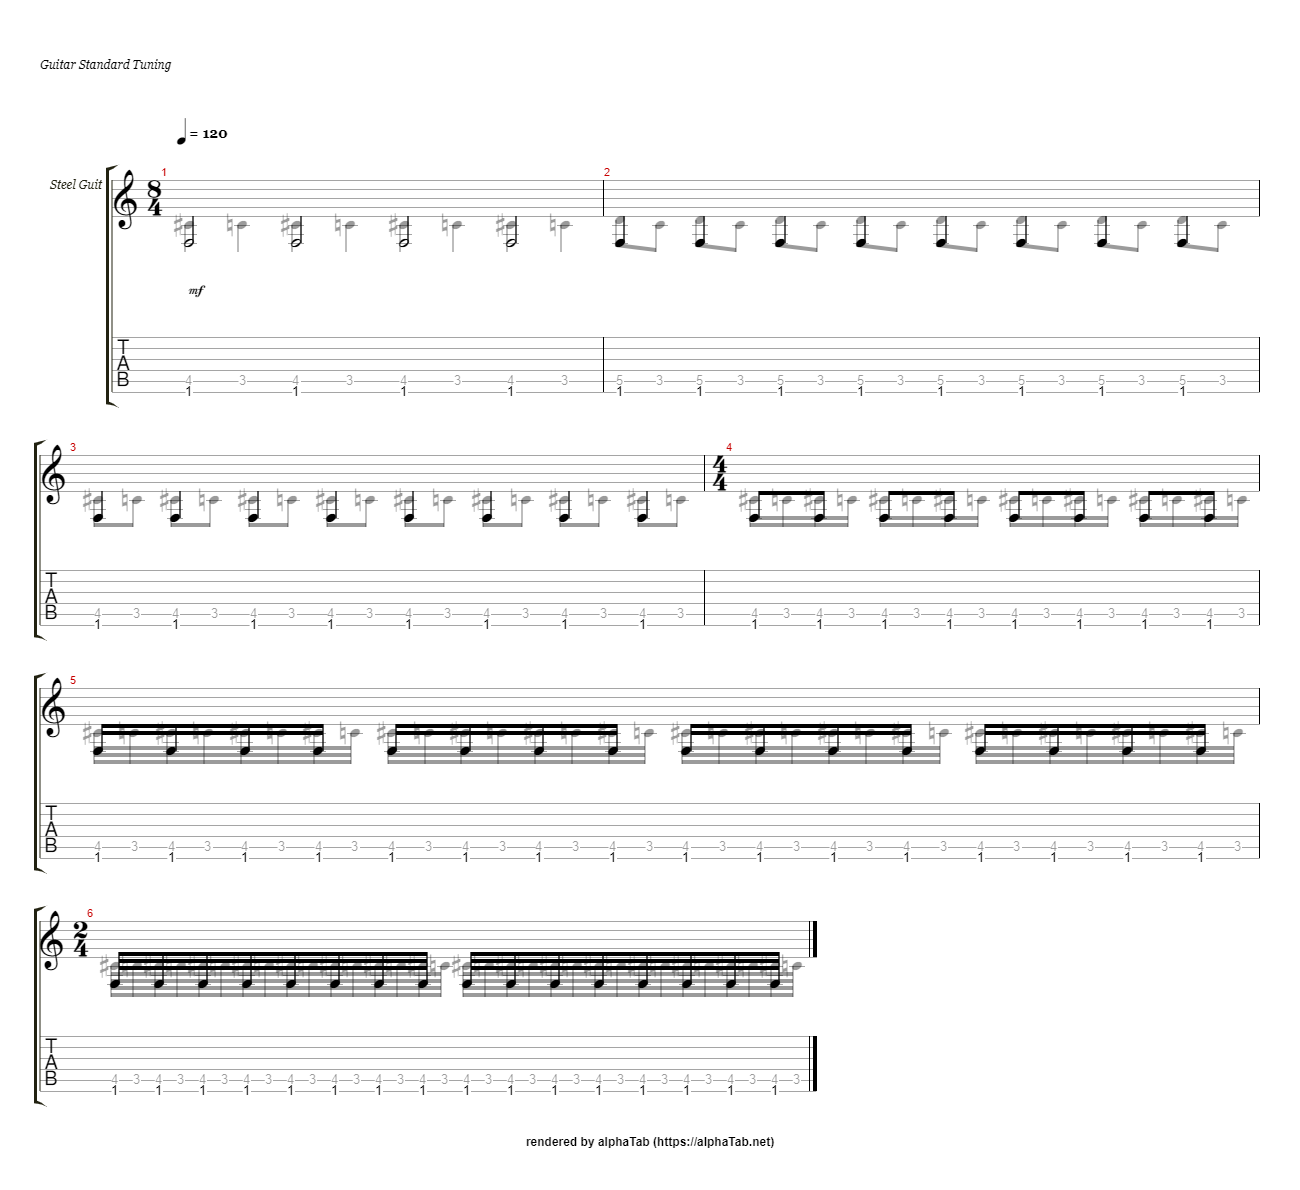 Guitar Standard Tuning
= 120
Steel Guit
1 2
8
4
mf
T
A
B
4 3 4 3 4 3 4 3 5 3 5 3 5 3 5 3 5 3 5 3 5 3 5 3
1 1 1 1 1 1 1 1 1 1 1 1
3 4
4
4
T
A
B
4 3 4 3 4 3 4 3 4 3 4 3 4 3 4 3 4 3 4 3 4 3 4 3 4 3 4 3 4 3 4 3
1 1 1 1 1 1 1 1 1 1 1 1 1 1 1 1
5
T
A
B
4 3 4 3 4 3 4 3 4 3 4 3 4 3 4 3 4 3 4 3 4 3 4 3 4 3 4 3 4 3 4 3
1 1 1 1 1 1 1 1 1 1 1 1 1 1 1 1
6
2
4
T
A
B
4 3 4 3 4 3 4 3 4 3 4 3 4 3 4 3 4 3 4 3 4 3 4 3 4 3 4 3 4 3 4 3
1 1 1 1 1 1 1 1 1 1 1 1 1 1 1 1
rendered by alphaTab (https://alphaTab.net)